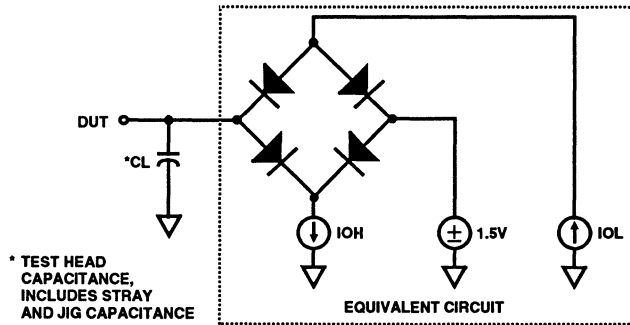 DUT
*CL
IOH
±
1.5V
IOL
* TEST HEAD
CAPACITANCE,
INCLUDES STRAY
AND JIG CAPACITANCE
EQUIVALENT CIRCUIT